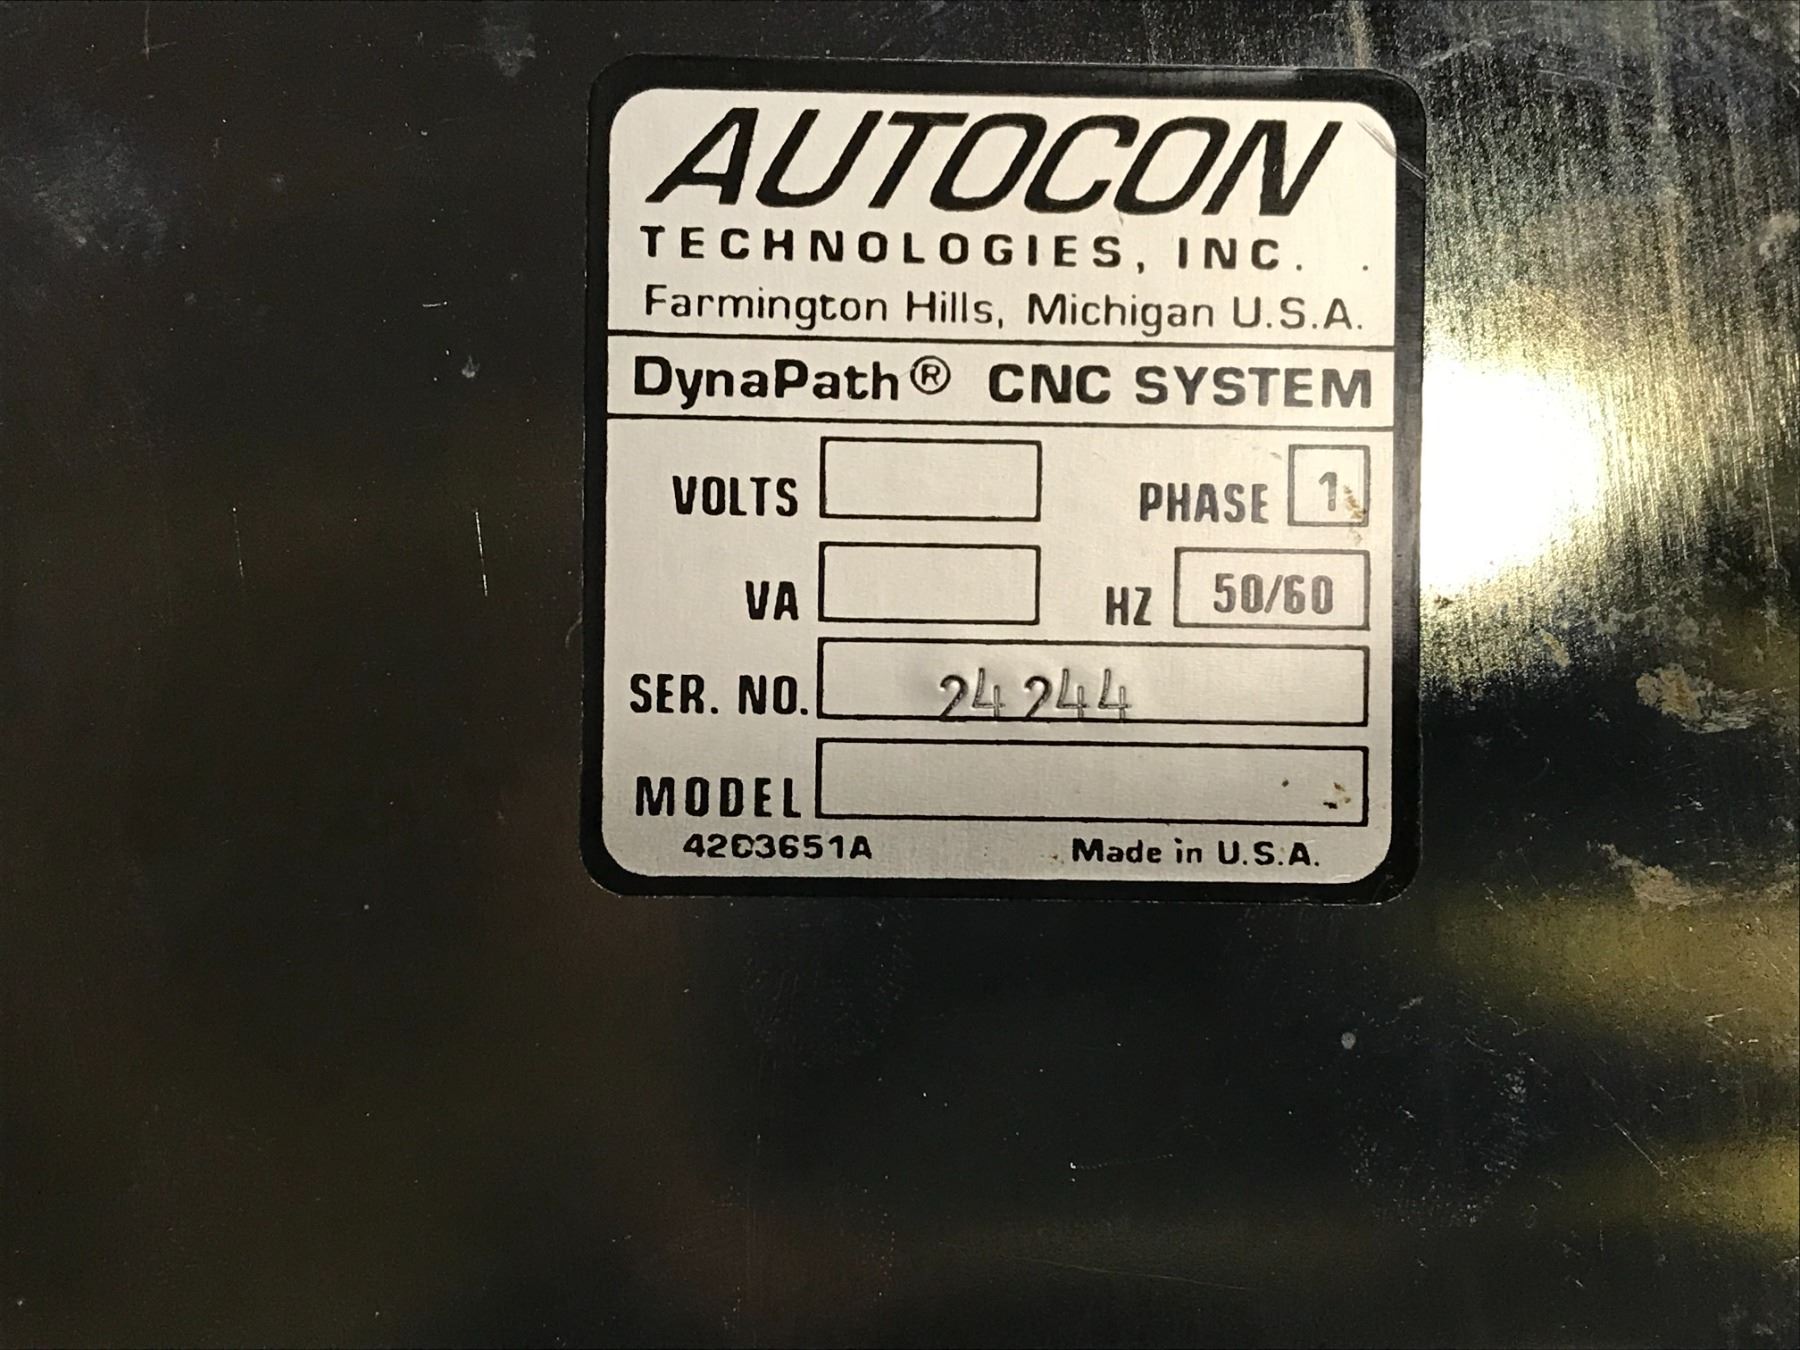 AUTOCON
TECHNOLOGIES, INC.
Farmington Hills, Michigan U.S.A.
DynaPath® CNC SYSTEM
VOLTS PHASE 1
VA HZ 50/60
SER. NO. 24244
MODEL
4203651A Made in U.S.A.